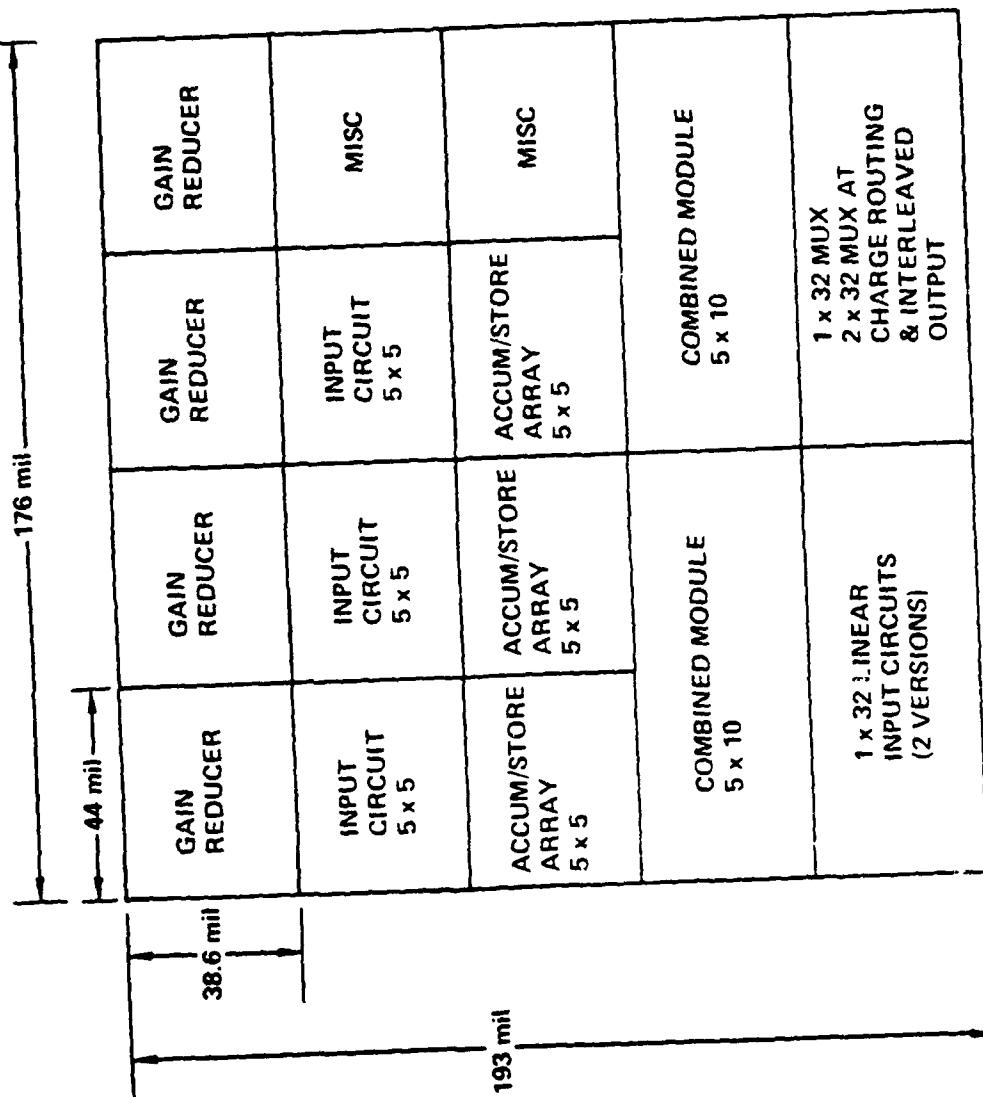 176 mil
44 mil
38.6 mil
193 mil
GAIN
REDUCER
GAIN
REDUCER
GAIN
REDUCER
GAIN
REDUCER
INPUT
CIRCUIT
5 x 5
INPUT
CIRCUIT
5 x 5
INPUT
CIRCUIT
5 x 5
MISC
ACCUM/STORE
ARRAY
5 x 5
ACCUM/STORE
ARRAY
5 x 5
ACCUM/STORE
ARRAY
5 x 5
MISC
COMBINED MODULE
5 x 10
COMBINED MODULE
5 x 10
1 x 32 LINEAR
INPUT CIRCUITS
(2 VERSIONS)
1 x 32 MUX
2 x 32 MUX AT
CHARGE ROUTING
& INTERLEAVED
OUTPUT